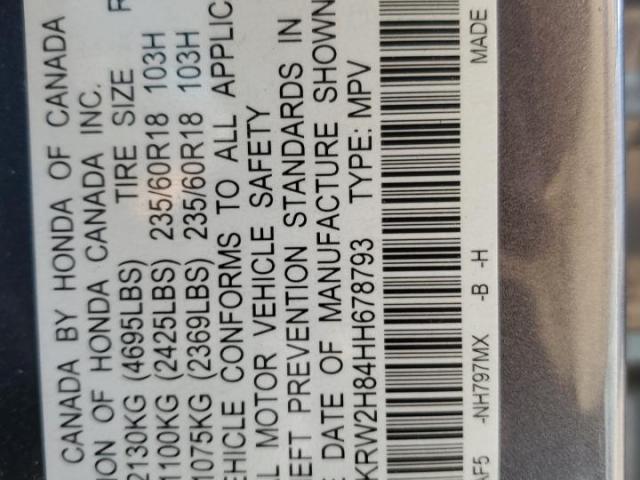 CANADA BY HONDA OF CANADA
ION OF HONDA CANADA INC.
2130KG (4695LBS) TIRE SIZE R
1100KG (2425LBS) 235/60R18 103H
1075KG (2369LBS) 235/60R18 103H
EHICLE CONFORMS TO ALL APPLIC
L MOTOR VEHICLE SAFETY
EFT PREVENTION STANDARDS IN
E DATE OF MANUFACTURE SHOWN
KRW2H84HH678793 TYPE: MPV
AF5 -NH797MX -B -H MADE